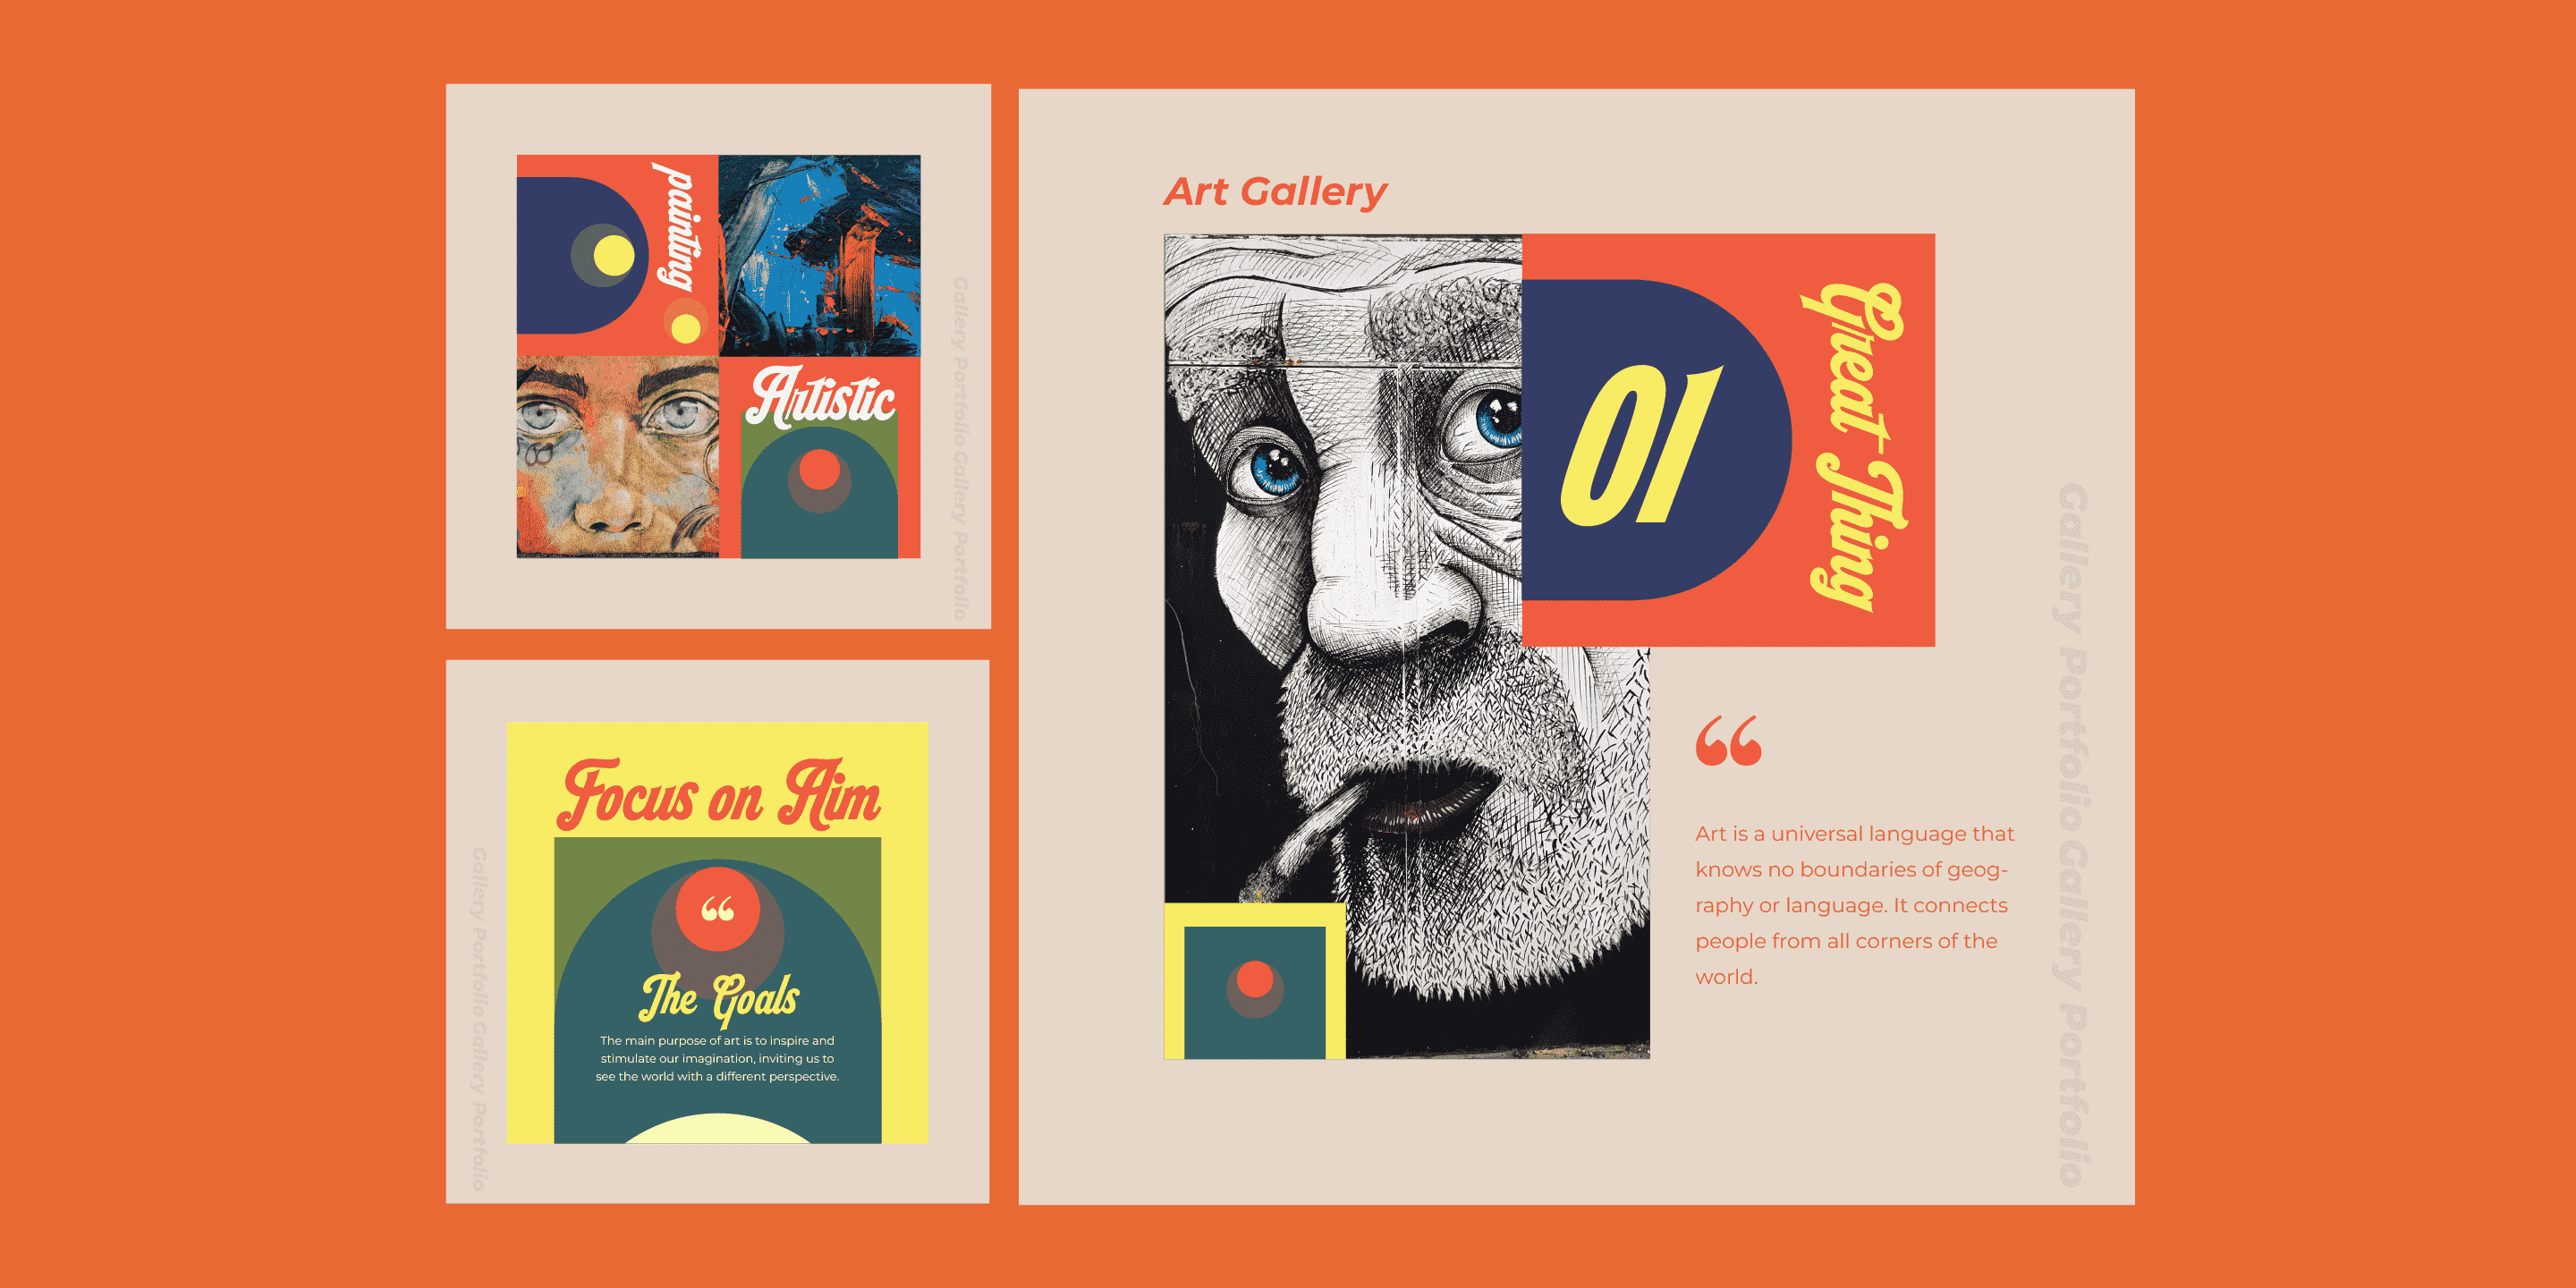 painting
Artistic
Gallery Portfolio Gallery Portfolio
Focus on Aim
“
The Goals
The main purpose of art is to inspire and
stimulate our imagination, inviting us to
see the world with a different perspective.
Gallery Portfolio Gallery Portfolio
Art Gallery
01
Great Thing
“
Art is a universal language that
knows no boundaries of geog-
raphy or language. It connects
people from all corners of the
world.
Gallery Portfolio Gallery Portfolio